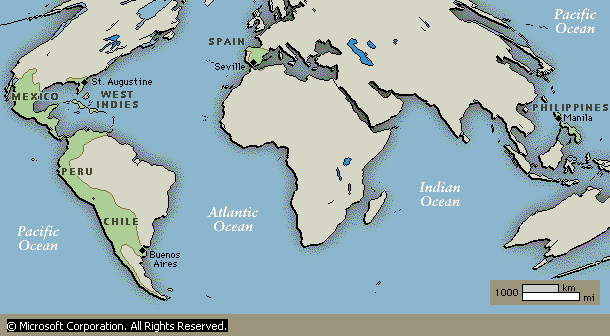 Pacific
Ocean
SPAIN
Seville
St. Augustine
MEXICO
WEST
INDIES
PHILIPPINES
Manila
PERU
Indian
Ocean
Atlantic
Ocean
CHILE
Pacific
Ocean
Buenos
Aires
1000 km
mi
© Microsoft Corporation. All Rights Reserved.